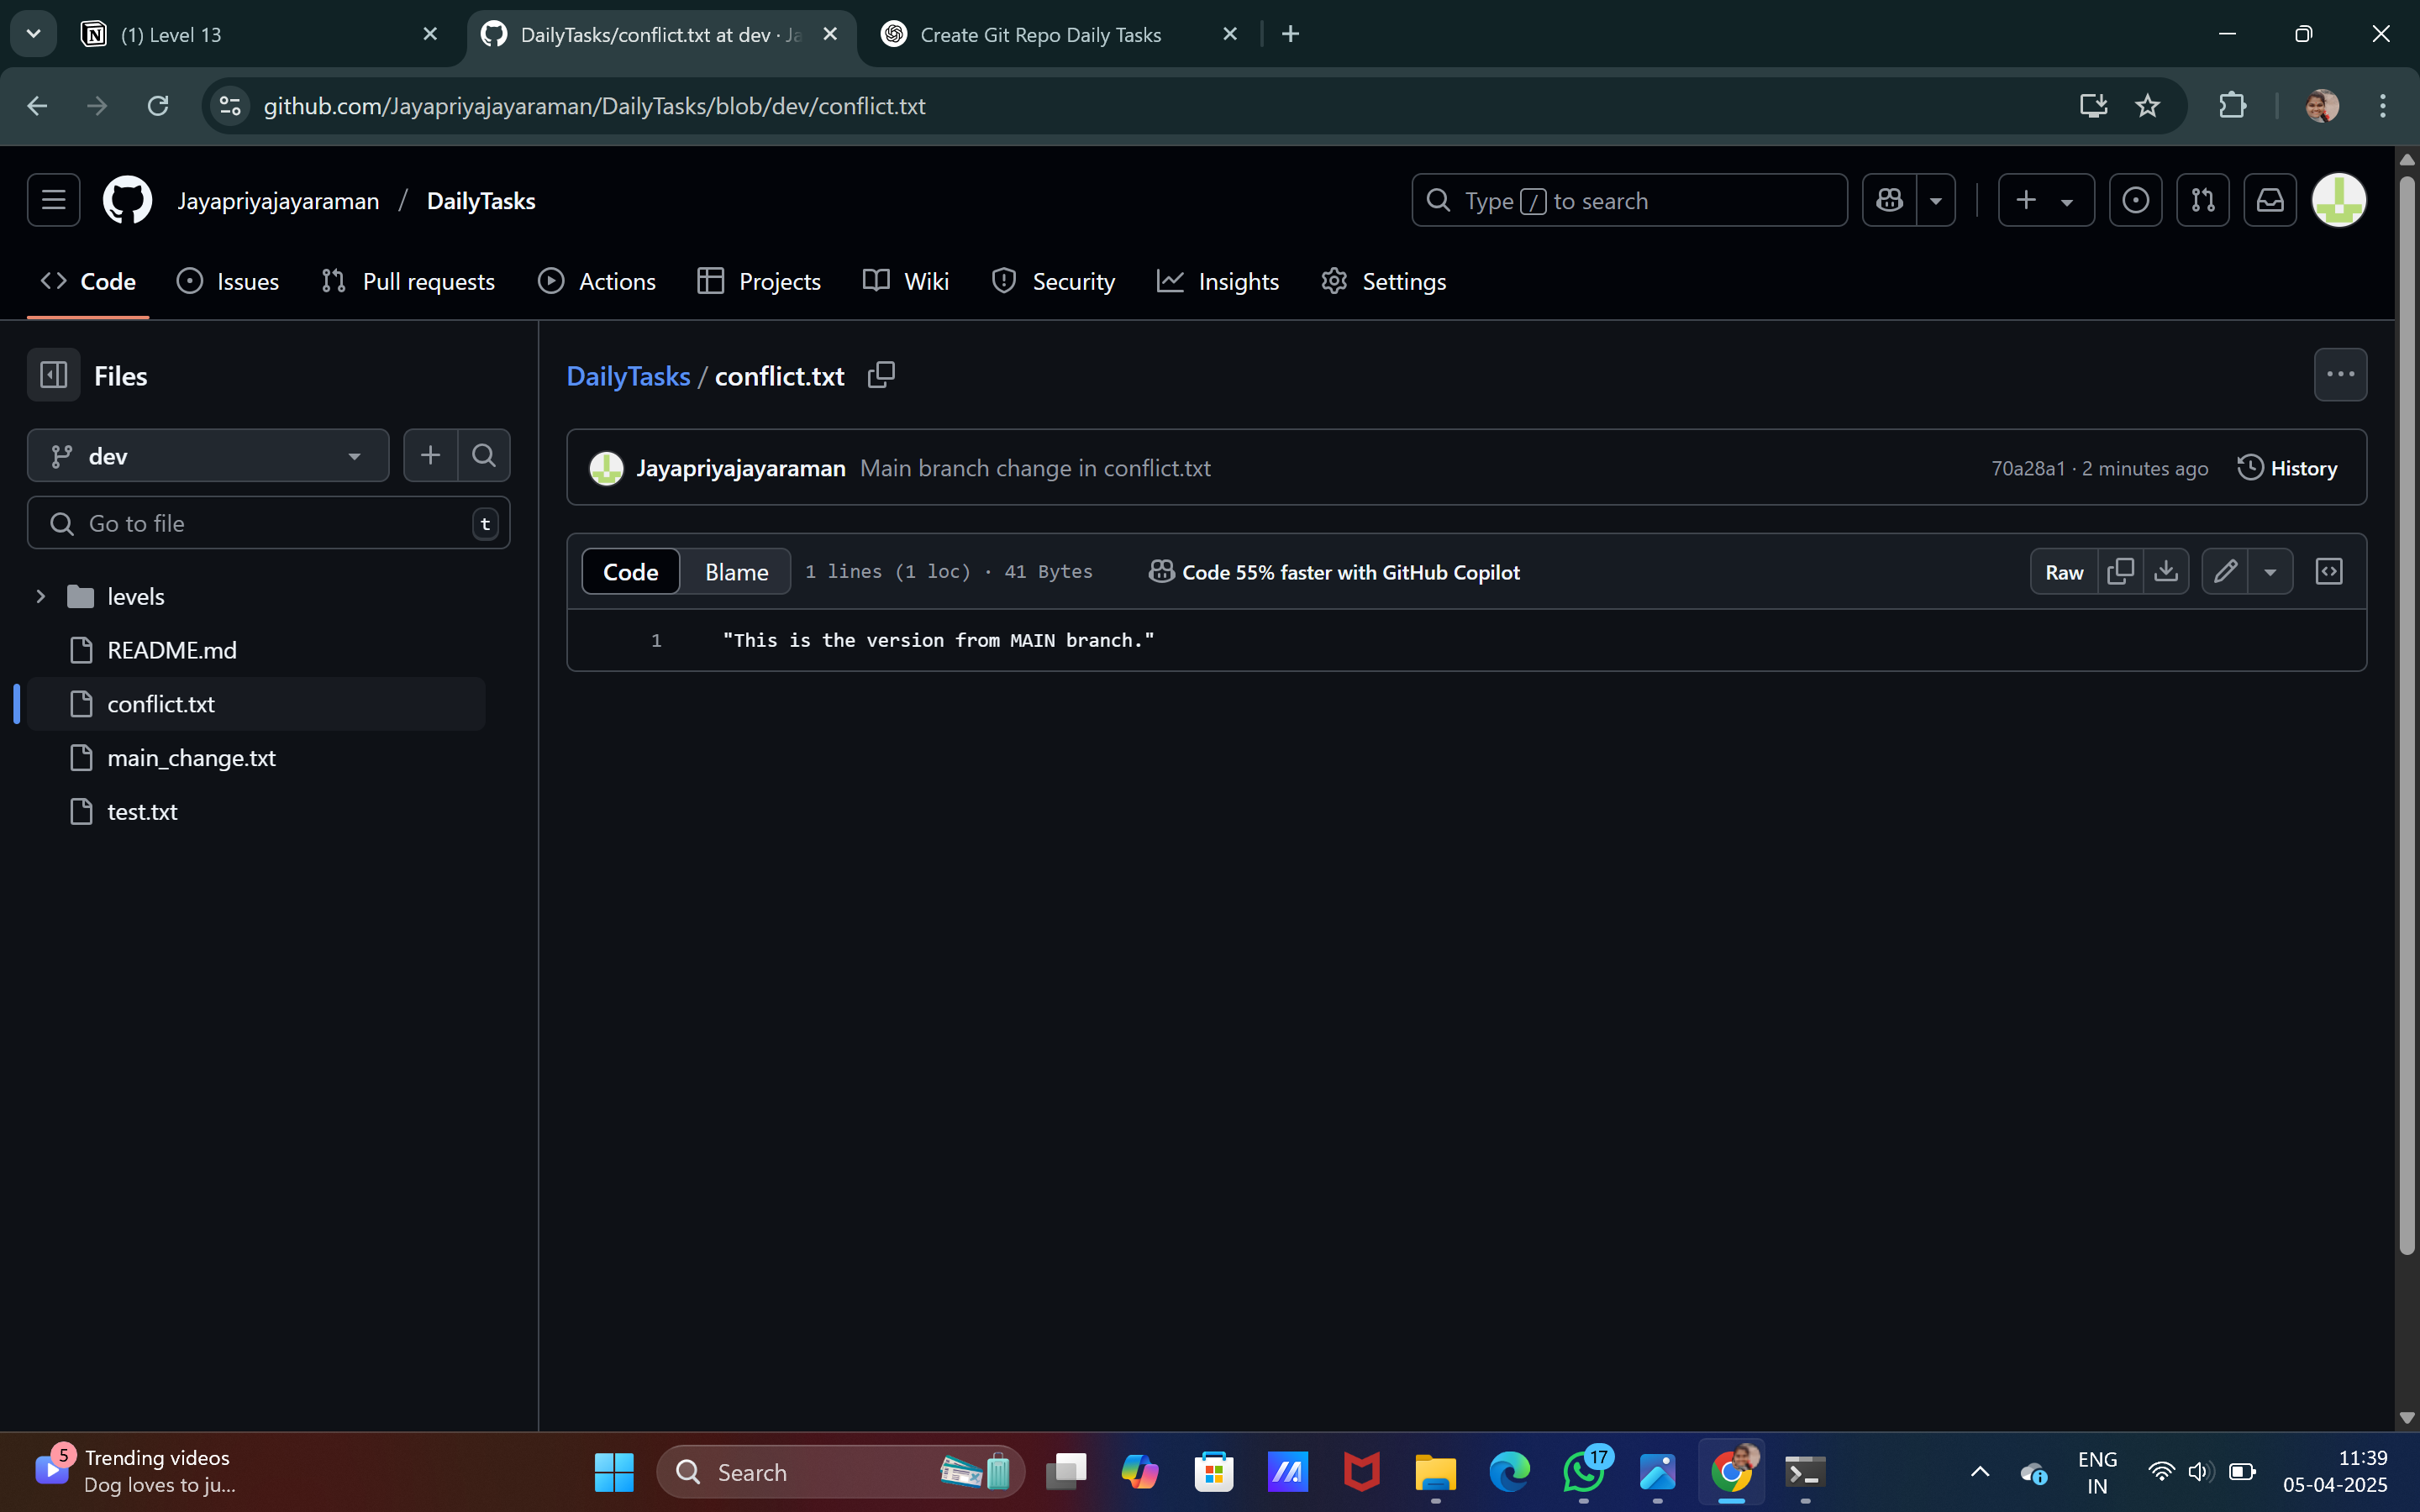 (1) Level 13
DailyTasks/conflict.txt at dev · Ja
Create Git Repo Daily Tasks
github.com/Jayapriyajayaraman/DailyTasks/blob/dev/conflict.txt
Jayapriyajayaraman / DailyTasks
Type / to search
Code
Issues
Pull requests
Actions
Projects
Wiki
Security
Insights
Settings
Files
dev
Go to file
t
levels
README.md
conflict.txt
main_change.txt
test.txt
DailyTasks / conflict.txt
Jayapriyajayaraman Main branch change in conflict.txt
70a28a1 · 2 minutes ago
History
Code
Blame
1 lines (1 loc) · 41 Bytes
Code 55% faster with GitHub Copilot
Raw
1 "This is the version from MAIN branch."
5
Trending videos
Dog loves to ju...
Search
17
ENG
IN
11:39
05-04-2025